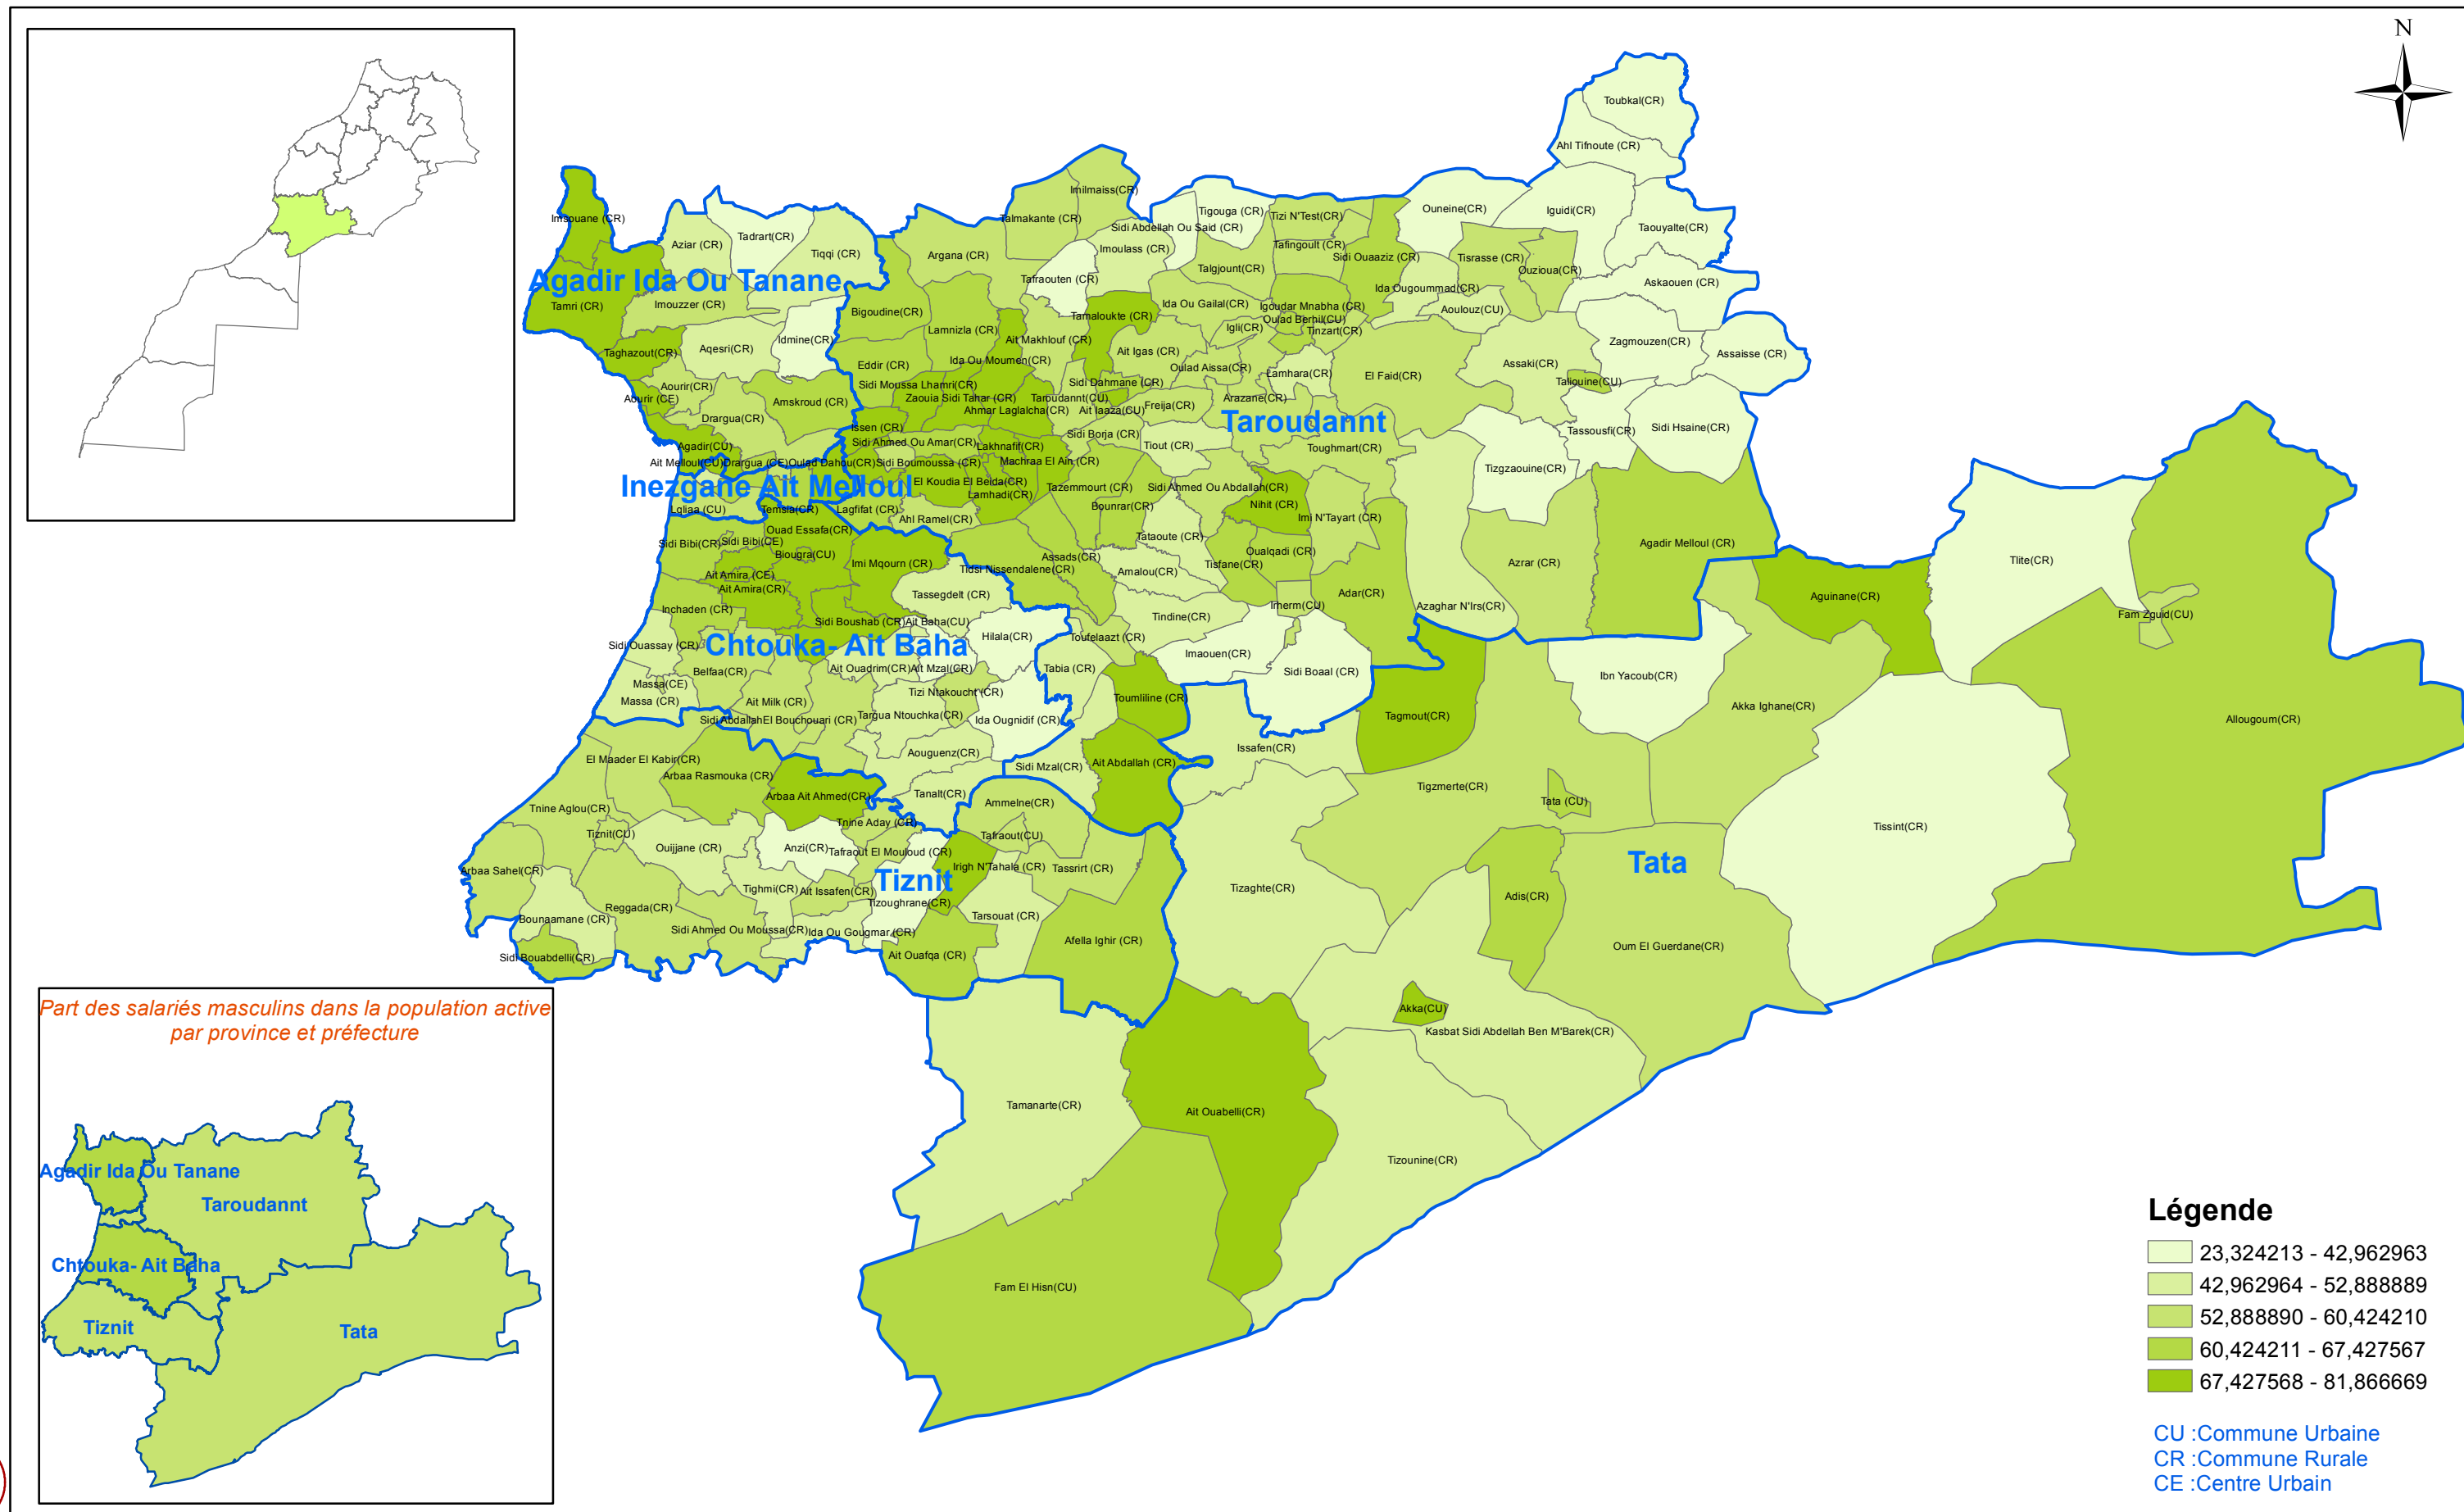 N
Toubkal(CR)
Ahl Tifnoute (CR)
Imilmaiss(CR)
Talmakante (CR)
Imsouane (CR)
Aziar (CR)
Tadrart(CR)
Tiqqi (CR)
Argana (CR)
Sidi Abdellah Ou Said (CR)
Tigouga (CR)
Tizi N'Test(CR)
Ouneine(CR)
Iguidi(CR)
Taouyalte(CR)
Imoulass (CR)
Tafingoult (CR)
Sidi Ouaaziz (CR)
Tisrasse (CR)
Ouzioua(CR)
Askaouen (CR)
Agadir Ida Ou Tanane
Tafraouten (CR)
Talgjount(CR)
Ida Ougoummad(CR)
Tamri (CR)
Imouzzer (CR)
Bigoudine(CR)
Lamnizla (CR)
Tamaloukte (CR)
Ida Ou Gailal(CR)
Igoudar Mnabha (CR)
Oulad Berhil(CU)
Aoulouz(CU)
Igli(CR)
Tinzart(CR)
Taghazout(CR)
Aqesri(CR)
Idmine(CR)
Ait Makhlouf (CR)
Ait Igas (CR)
Zagmouzen(CR)
Assaisse (CR)
Eddir (CR)
Ida Ou Moumen(CR)
Oulad Aissa(CR)
Lamhara(CR)
El Faid(CR)
Assaki(CR)
Taliouine(CU)
Aourir(CR)
Aourir (CE)
Sidi Moussa Lhamri(CR)
Sidi Dahmane (CR)
Zaouia Sidi Tahar (CR)
Taroudannt(CU)
Arazane(CR)
Amskroud (CR)
Ahmar Laglalcha(CR)
Ait Iaaza(CU)
Freija(CR)
Drargua(CR)
Issen (CR)
Taroudannt
Tassousfi(CR)
Sidi Hsaine(CR)
Agadir(CU)
Sidi Ahmed Ou Amar(CR)
Lakhnafif(CR)
Sidi Borja (CR)
Tiout (CR)
Toughmart(CR)
Ait Melloul(CU)
Drargua (CE)
Oulad Dahou(CR)
Sidi Boumoussa (CR)
Machraa El Ain(CR)
Tizgzaouine(CR)
Inezgane Ait Melloul
El Koudia El Beida(CR)
Lamhadi(CR)
Tazemmourt (CR)
Sidi Ahmed Ou Abdallah(CR)
Nihit (CR)
Bounrar(CR)
Imi N'Tayart (CR)
Lqliaa (CU)
Temsia(CR)
Lagfifat (CR)
Ahl Ramel(CR)
Ouad Essafa(CR)
Sidi Bibi(CR)
Sidi Bibi(CE)
Biougra(CU)
Tataoute (CR)
Oualqadi (CR)
Agadir Melloul (CR)
Imi Mqourn (CR)
Assads(CR)
Tidsi Nissendalene(CR)
Amalou(CR)
Tisfane(CR)
Azrar (CR)
Tlite(CR)
Ait Amira (CE)
Ait Amira(CR)
Tassegdelt (CR)
Irherm(CU)
Adar(CR)
Azaghar N'Irs(CR)
Aguinane(CR)
Inchaden (CR)
Sidi Boushab (CR)
Ait Baha(CU)
Hilala(CR)
Toufelaazt (CR)
Tindine(CR)
Fam Zguid(CU)
Sidi Ouassay (CR)
Chtouka- Ait Baha
Imaouen(CR)
Belfaa(CR)
Ait Ouadrim(CR)
Ait Mzal(CR)
Tabia (CR)
Sidi Boaal (CR)
Ibn Yacoub(CR)
Massa(CE)
Massa (CR)
Ait Milk (CR)
Tizi Ntakoucht (CR)
Toumliline (CR)
Sidi Abdallah El Bouchouari (CR)
Targua Ntouchka(CR)
Ida Ougnidif (CR)
Tagmout(CR)
Akka Ighane(CR)
Allougoum(CR)
El Maader El Kabir(CR)
Aouguenz(CR)
Issafen(CR)
Arbaa Rasmouka (CR)
Sidi Mzal(CR)
Ait Abdallah (CR)
Arbaa Ait Ahmed(CR)
Tanalt(CR)
Ammelne(CR)
Tigzmerte(CR)
Tata (CU)
Tnine Aglou(CR)
Tnine Aday (CR)
Tafraout(CU)
Tissint(CR)
Tiznit(CU)
Ouijjane (CR)
Anzi(CR)
Tafraout El Mouloud (CR)
Arbaa Sahel(CR)
Tiznit
Irigh N'Tahala (CR)
Tassrirt (CR)
Tata
Tighmi(CR)
Ait Issafen(CR)
Tizaghte(CR)
Adis(CR)
Reggada(CR)
Tizoughrane(CR)
Bounaamane (CR)
Tarsouat (CR)
Sidi Ahmed Ou Moussa(CR)
Ida Ou Gougmar (CR)
Afella Ighir (CR)
Oum El Guerdane(CR)
Sidi Bouabdelli(CR)
Ait Ouafqa (CR)
Akka(CU)
Kasbat Sidi Abdellah Ben M'Barek(CR)
Tamanarte(CR)
Ait Ouabelli(CR)
Tizounine(CR)
Fam El Hisn(CU)
Part des salariés masculins dans la population active
par province et préfecture
Agadir Ida Ou Tanane
Taroudannt
Chtouka- Ait Baha
Tiznit
Tata
Légende
23,324213 - 42,962963
42,962964 - 52,888889
52,888890 - 60,424210
60,424211 - 67,427567
67,427568 - 81,866669
CU :Commune Urbaine
CR :Commune Rurale
CE :Centre Urbain